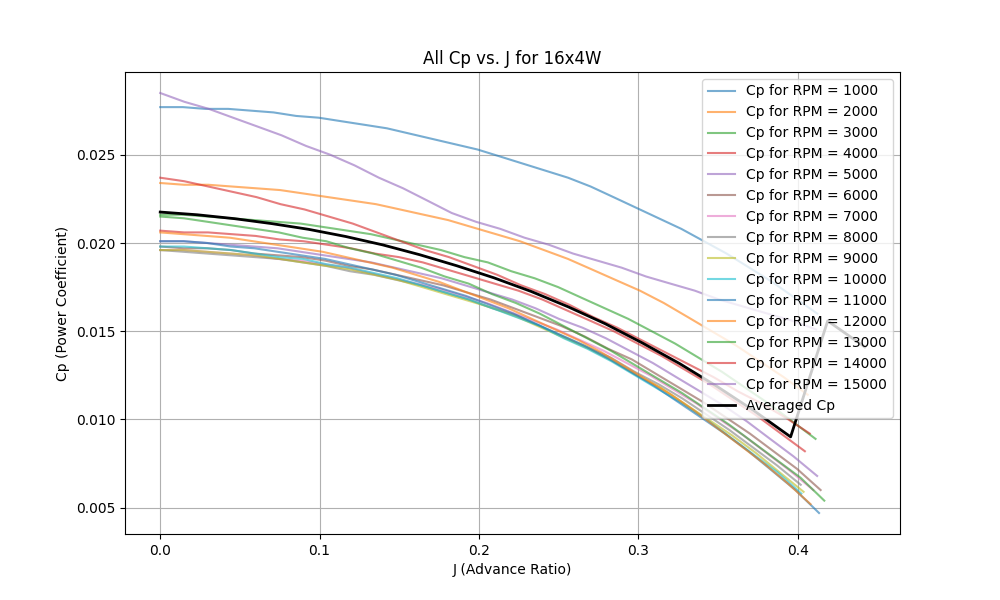 All Cp vs. J for 16x4W
Cp (Power Coefficient)
0.025
0.020
0.015
0.010
0.005
Cp for RPM = 1000
Cp for RPM = 2000
Cp for RPM = 3000
Cp for RPM = 4000
Cp for RPM = 5000
Cp for RPM = 6000
Cp for RPM = 7000
Cp for RPM = 8000
Cp for RPM = 9000
Cp for RPM = 10000
Cp for RPM = 11000
Cp for RPM = 12000
Cp for RPM = 13000
Cp for RPM = 14000
Cp for RPM = 15000
Averaged Cp
0.0 0.1 0.2 0.3 0.4
J (Advance Ratio)